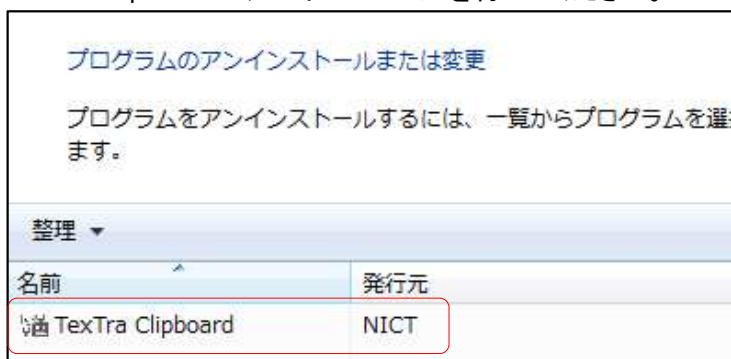 プログラムのアンインストールまたは変更
プログラムをアンインストールするには、一覧からプログラムを選
ます。
整理
名前 発行元
TexTra Clipboard NICT